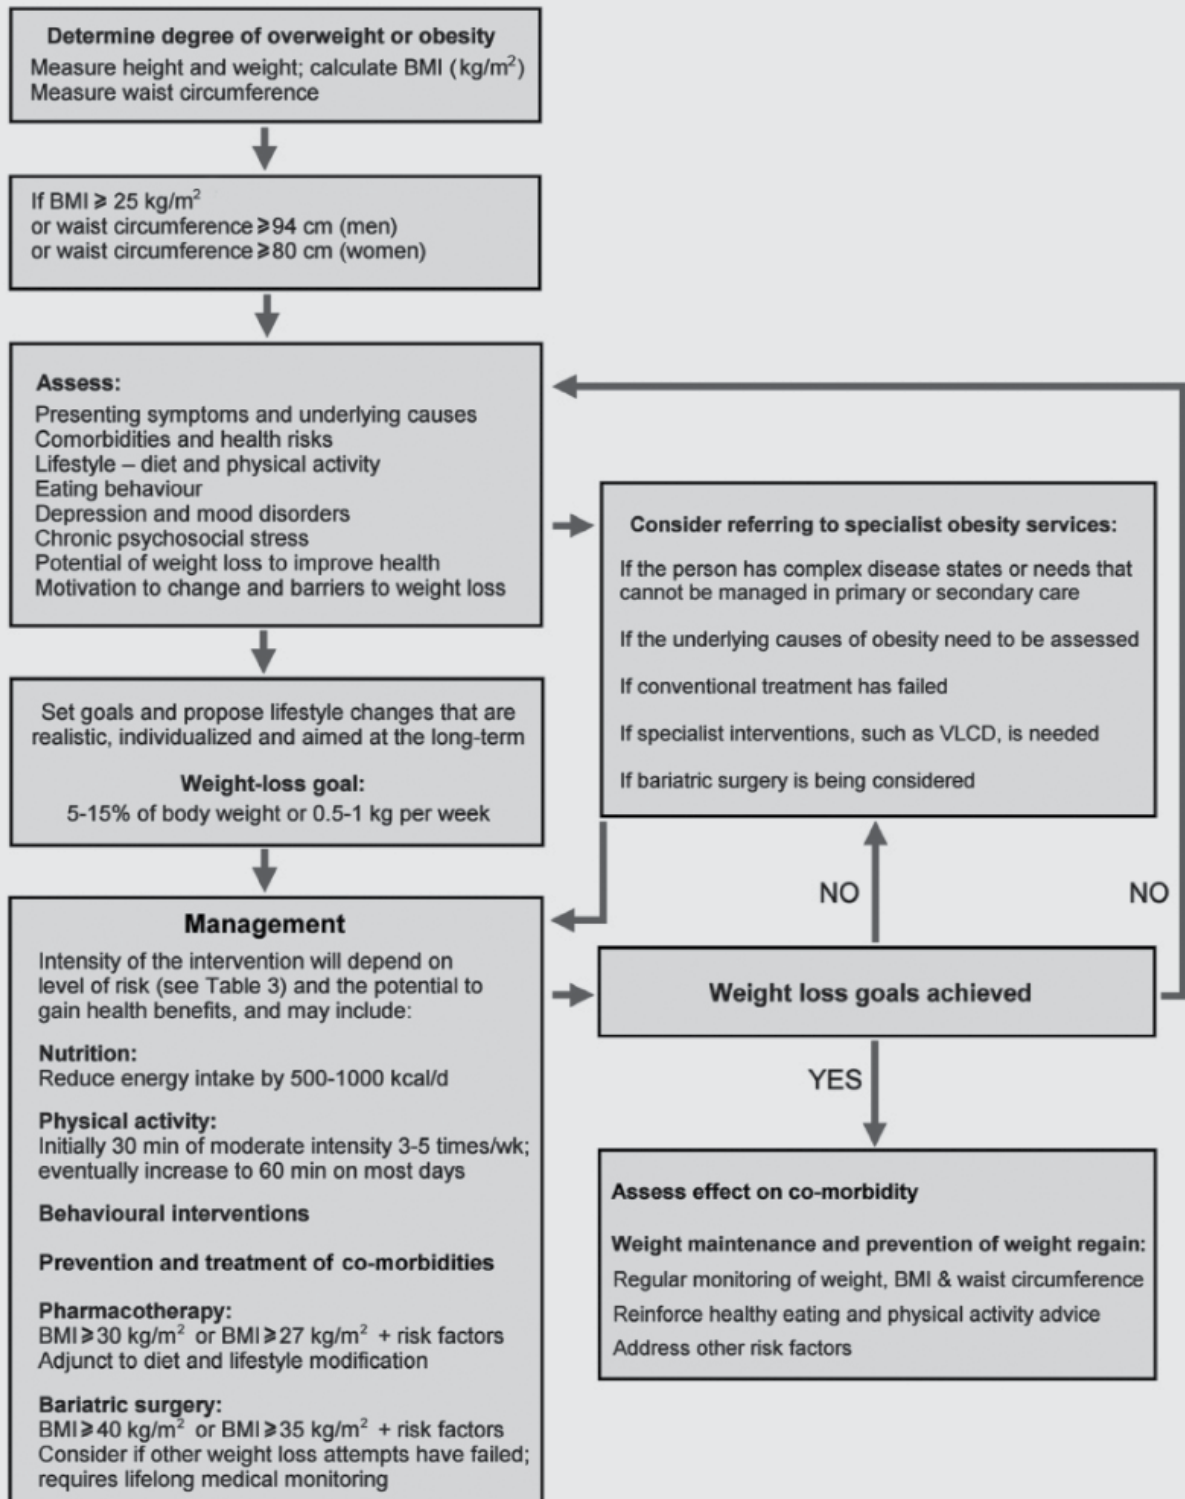 Determine degree of overweight or obesity
Measure height and weight; calculate BMI (kg/m²)
Measure waist circumference
If BMI ⩾ 25 kg/m²
or waist circumference ⩾94 cm (men)
or waist circumference ⩾80 cm (women)
Assess:
Presenting symptoms and underlying causes
Comorbidities and health risks
Lifestyle – diet and physical activity
Eating behaviour
Depression and mood disorders
Chronic psychosocial stress
Potential of weight loss to improve health
Motivation to change and barriers to weight loss
Consider referring to specialist obesity services:
If the person has complex disease states or needs that
cannot be managed in primary or secondary care
If the underlying causes of obesity need to be assessed
If conventional treatment has failed
If specialist interventions, such as VLCD, is needed
If bariatric surgery is being considered
Set goals and propose lifestyle changes that are
realistic, individualized and aimed at the long-term
Weight-loss goal:
5-15% of body weight or 0.5-1 kg per week
Management
Intensity of the intervention will depend on
level of risk (see Table 3) and the potential to
gain health benefits, and may include:
Nutrition:
Reduce energy intake by 500-1000 kcal/d
Physical activity:
Initially 30 min of moderate intensity 3-5 times/wk;
eventually increase to 60 min on most days
Behavioural interventions
Prevention and treatment of co-morbidities
Pharmacotherapy:
BMI⩾30 kg/m² or BMI⩾27 kg/m² + risk factors
Adjunct to diet and lifestyle modification
Bariatric surgery:
BMI⩾40 kg/m² or BMI⩾35 kg/m² + risk factors
Consider if other weight loss attempts have failed;
requires lifelong medical monitoring
NO
NO
Weight loss goals achieved
YES
Assess effect on co-morbidity
Weight maintenance and prevention of weight regain:
Regular monitoring of weight, BMI & waist circumference
Reinforce healthy eating and physical activity advice
Address other risk factors